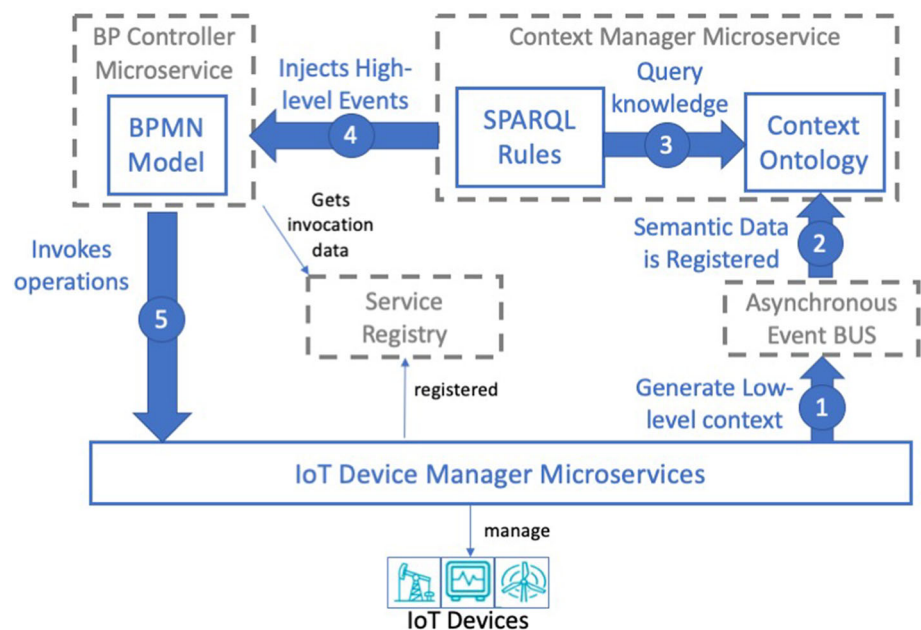 BP Controller
Microservice
BPMN
Model
Injects High-
level Events
4
Context Manager Microservice
SPARQL
Rules
Query
knowledge
3
Context
Ontology
Gets
invocation
data
Semantic Data
is Registered
2
Invokes
operations
5
Service
Registry
Asynchronous
Event BUS
registered
Generate Low-
level context
1
IoT Device Manager Microservices
manage
IoT Devices